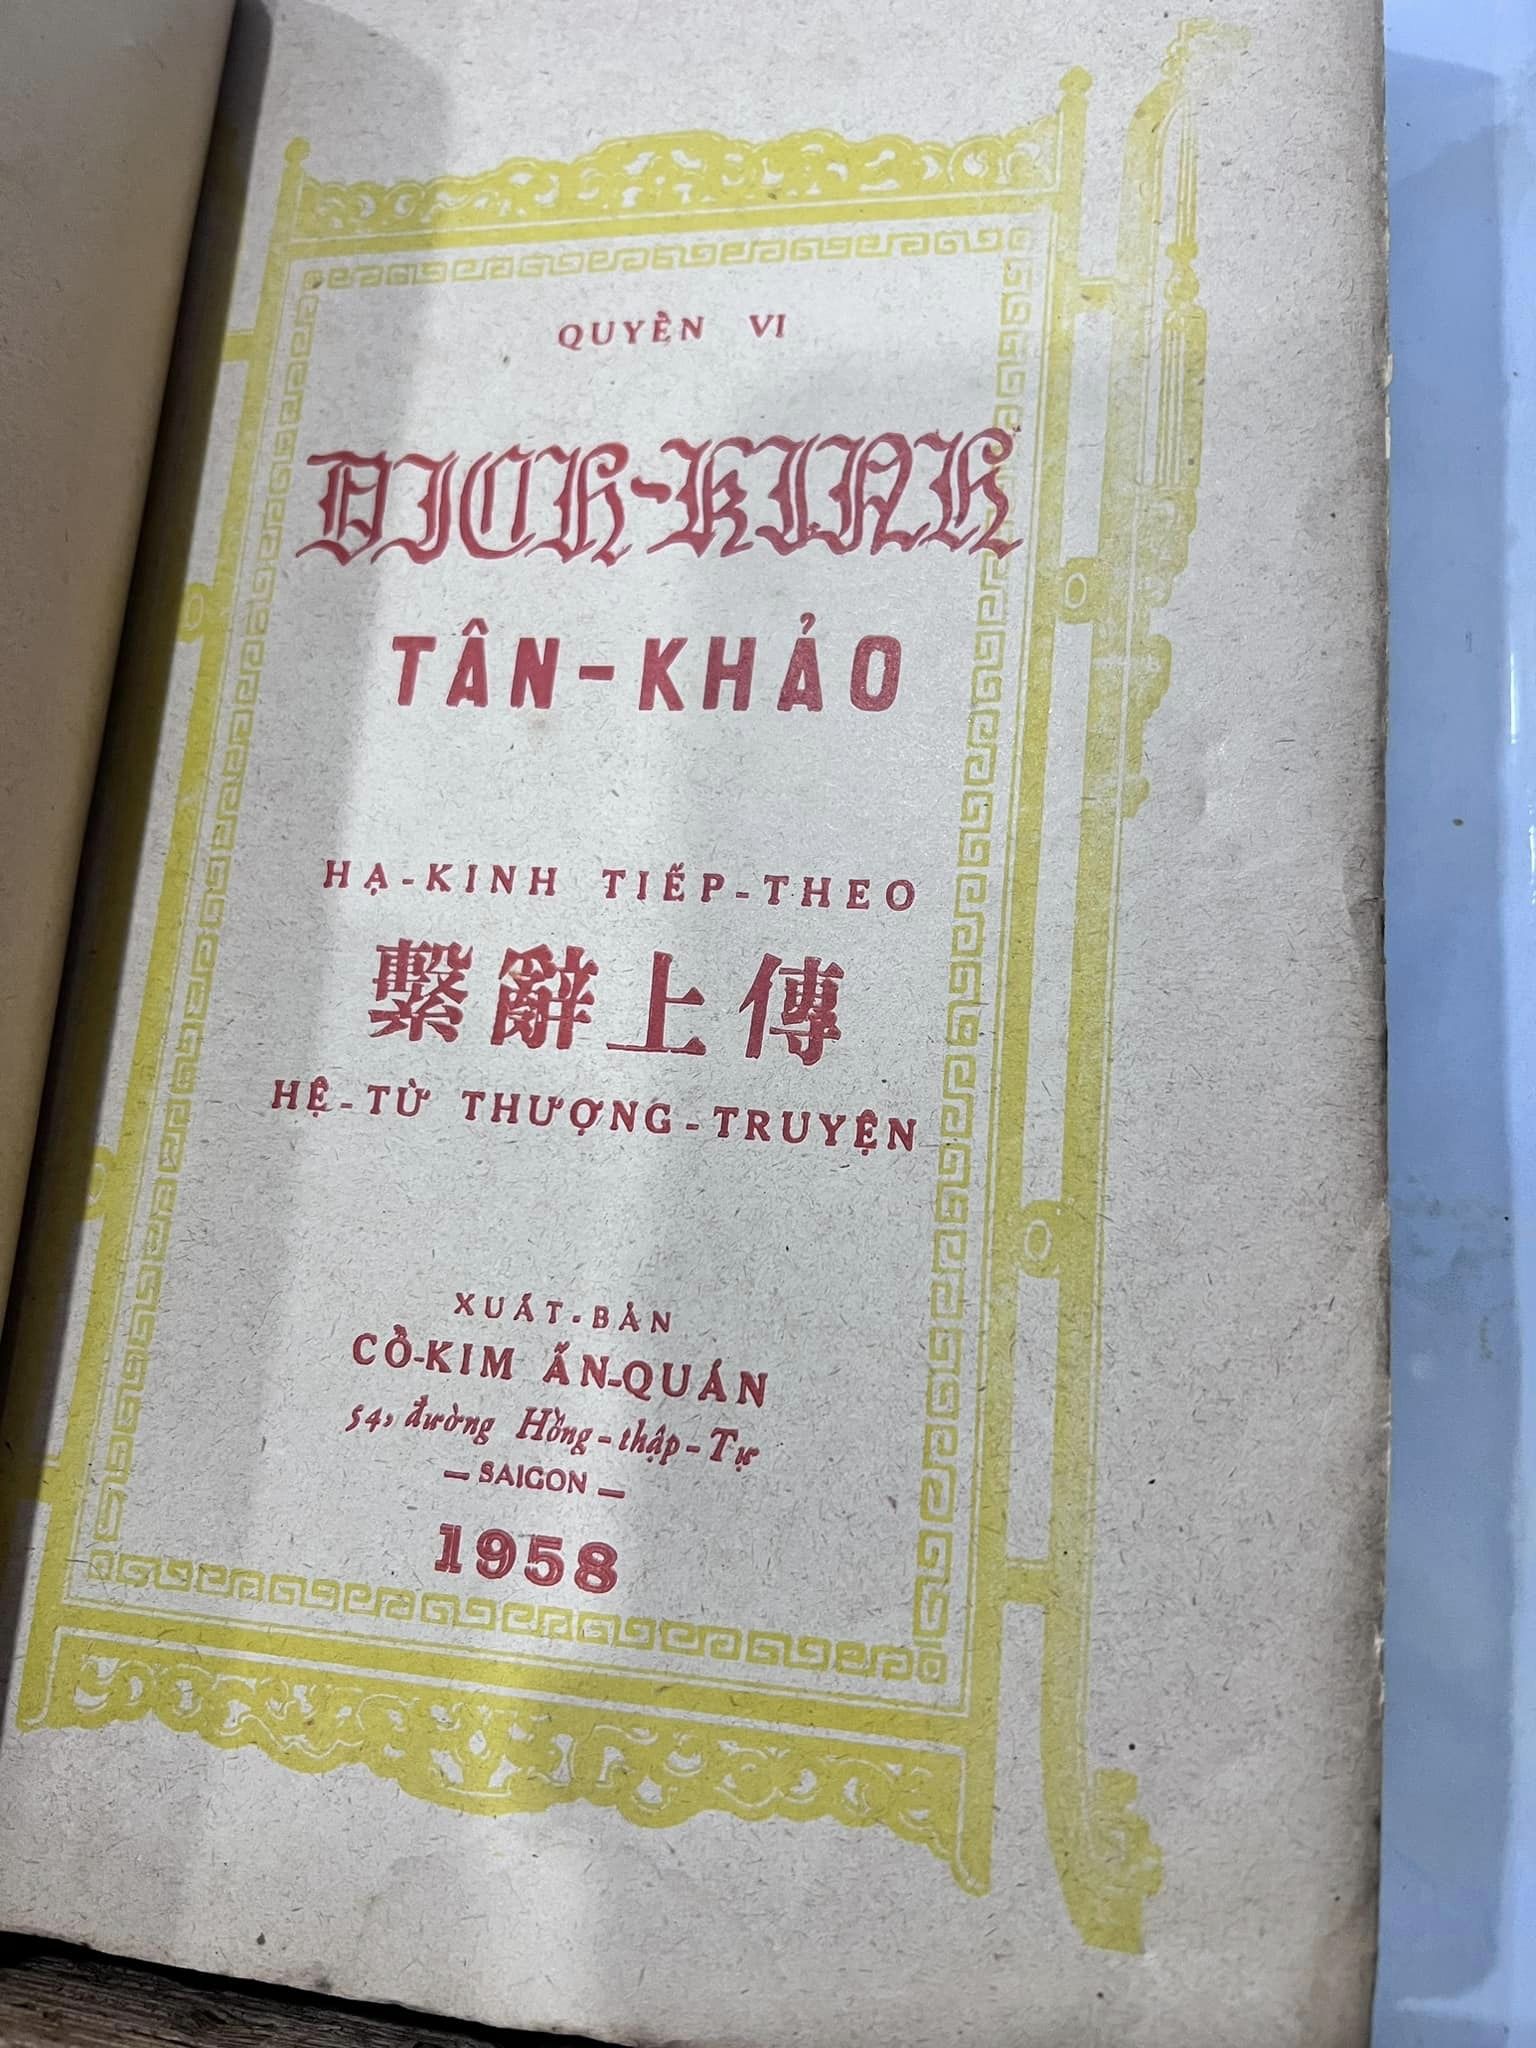 QUYỂN VI
DỊCH-KINH
TÂN-KHẢO
HẠ-KINH TIẾP-THEO
繫辭上傳
HỆ-TỪ THƯỢNG-TRUYỆN
XUẤT-BẢN
CỔ-KIM ẤN-QUÁN
54, đường Hồng-thập-Tự
— SAIGON —
1958